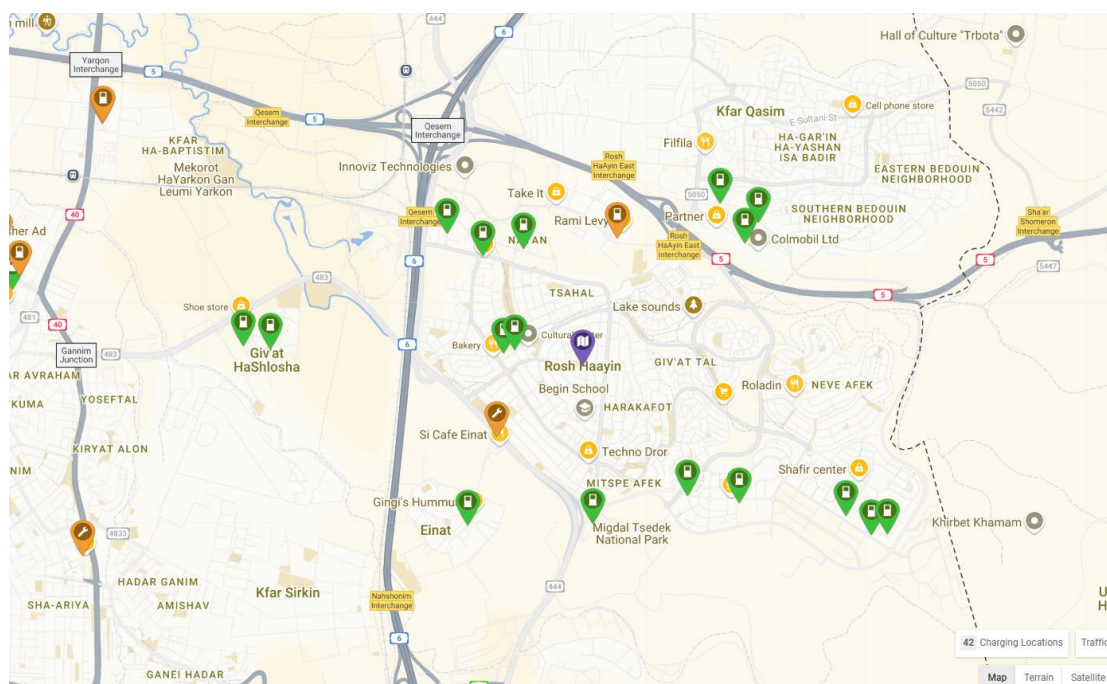 n mill
444
6
Hall of Culture "Trbota"
Yarqon
Interchange
5
5050
5442
Cell phone store
Kfar Qasim
E-Sultani St
Qesem
Interchange
5
Qesem
Interchange
KFAR
HA-BAPTISTIM
HA-GAR'IN
HA-YASHAN
ISA BADIR
Filfila
Rosh
HaAyin East
Interchange
Innoviz Technologies
Mekorot
HaYarkon Gan
Leumi Yarkon
EASTERN BEDOUIN
NEIGHBORHOOD
Take It
5050
40
Qesem
Interchange
Rami Levy
Partner
SOUTHERN BEDOUIN
NEIGHBORHOOD
Sha'ar
Shomron
Interchange
sher Ad
Rosh
HaAyin East
Interchange
Colmobil Ltd
6
5
5
5447
483
TSAHAL
5
Shoe store
Lake sounds
481
40
Bakery
Gannim
Junction
483
Giv'at
HaShlosha
Rosh Haayin
GIV'AT TAL
AR AVRAHAM
Begin School
Roladin
NEVE AFEK
YOSEFTAL
KUMA
HARAKAFOT
Si Cafe Einat
KIRYAT ALON
Techno Dror
Shafir center
NIM
MITSPE AFEK
Gingi's Hummu
Einat
Migdal Tsedek
National Park
Khirbet Khamam
4833
444
HADAR GANIM
Kfar Sirkin
Nahshonim
Interchange
SHA-ARIYA
AMISHAV
6
42 Charging Locations
Traffic
GANEI HADAR
Map
Terrain
Satellite